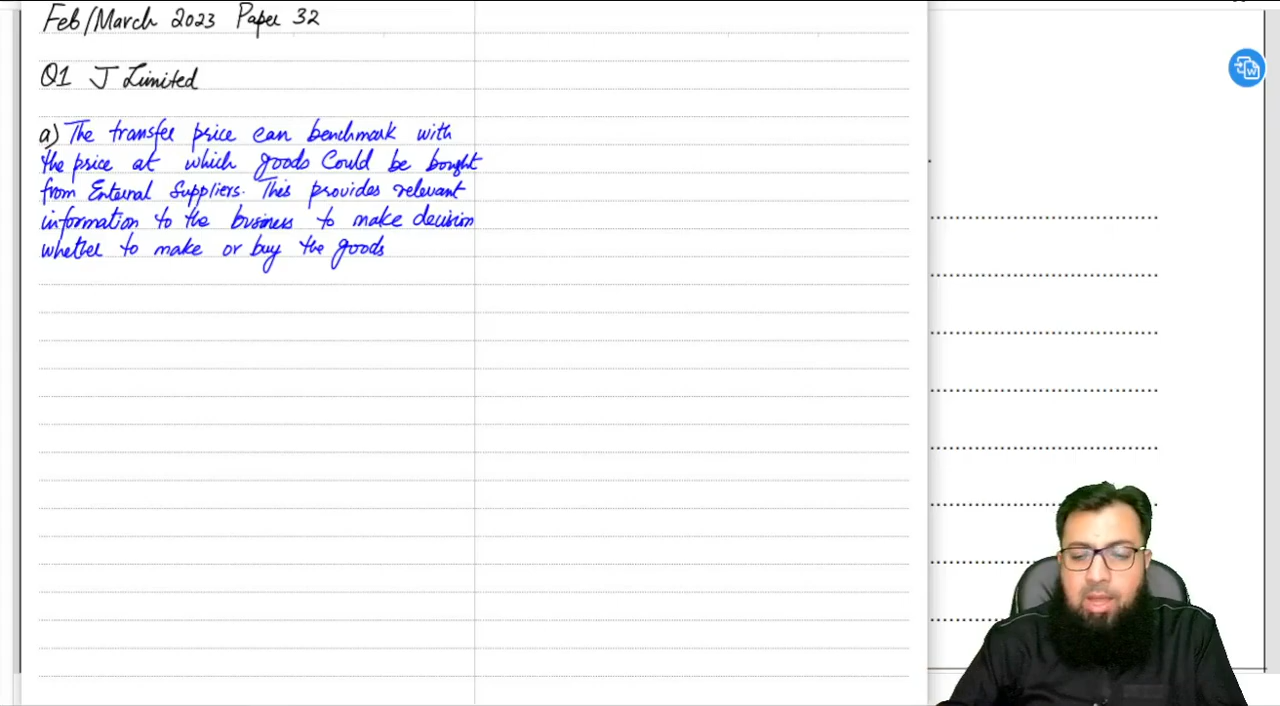 Feb/March 2023 Paper 32
Q1 J Limited
a) The transfer price can benchmark with
the price at which goods Could be bought
from External Suppliers. This provides relevant
information to the business to make decision
whether to make or buy the goods
W